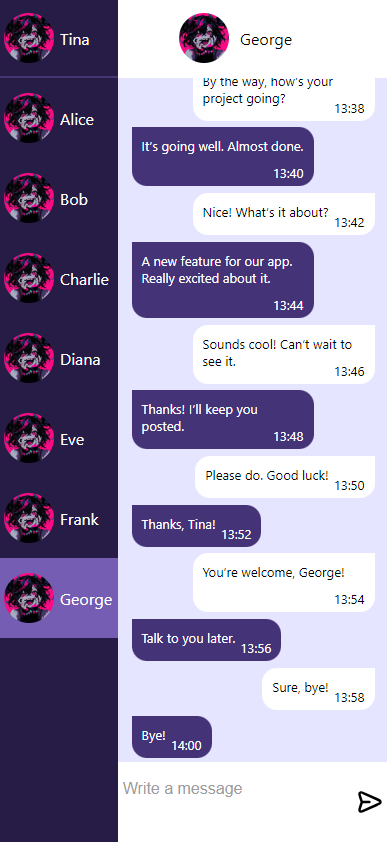 Tina
Alice
Bob
Charlie
Diana
Eve
Frank
George
George
By the way, how's your
project going?
13:38
It's going well. Almost done.
13:40
Nice! What's it about?
13:42
A new feature for our app.
Really excited about it.
13:44
Sounds cool! Can't wait to
see it.
13:46
Thanks! I'll keep you
posted.
13:48
Please do. Good luck!
13:50
Thanks, Tina!
13:52
You're welcome, George!
13:54
Talk to you later.
13:56
Sure, bye!
13:58
Bye!
14:00
Write a message